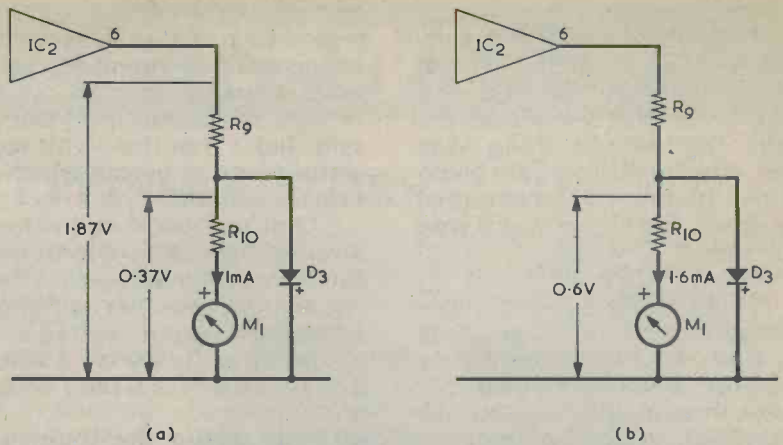 6
IC2
R9
1·87V
R10
0·37V
1mA
D3
+
+
M1
(a)
6
IC2
R9
R10
0·6V
1·6mA
D3
+
+
M1
(b)